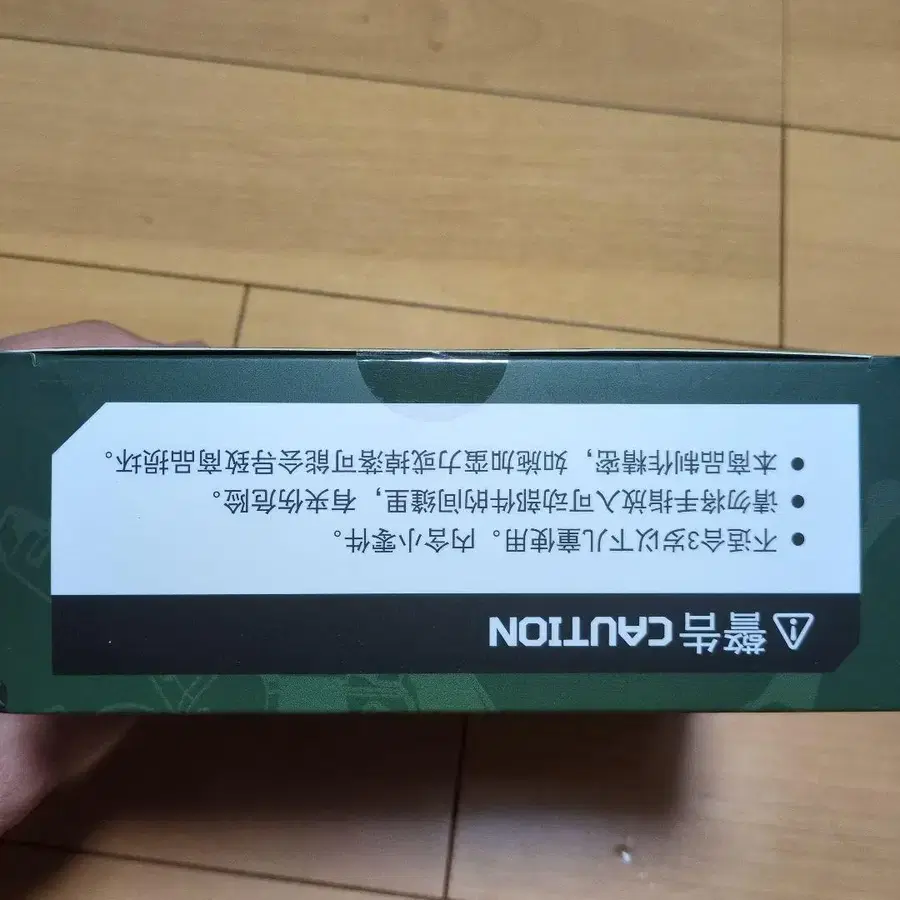 警告 CAUTION
不适合3岁以下儿童使用。内含小零件。
请勿将手指放入可动部件的间缝里，有夹伤危险。
本商品制作精密，如施加蛮力或掉落可能会导致商品损坏。